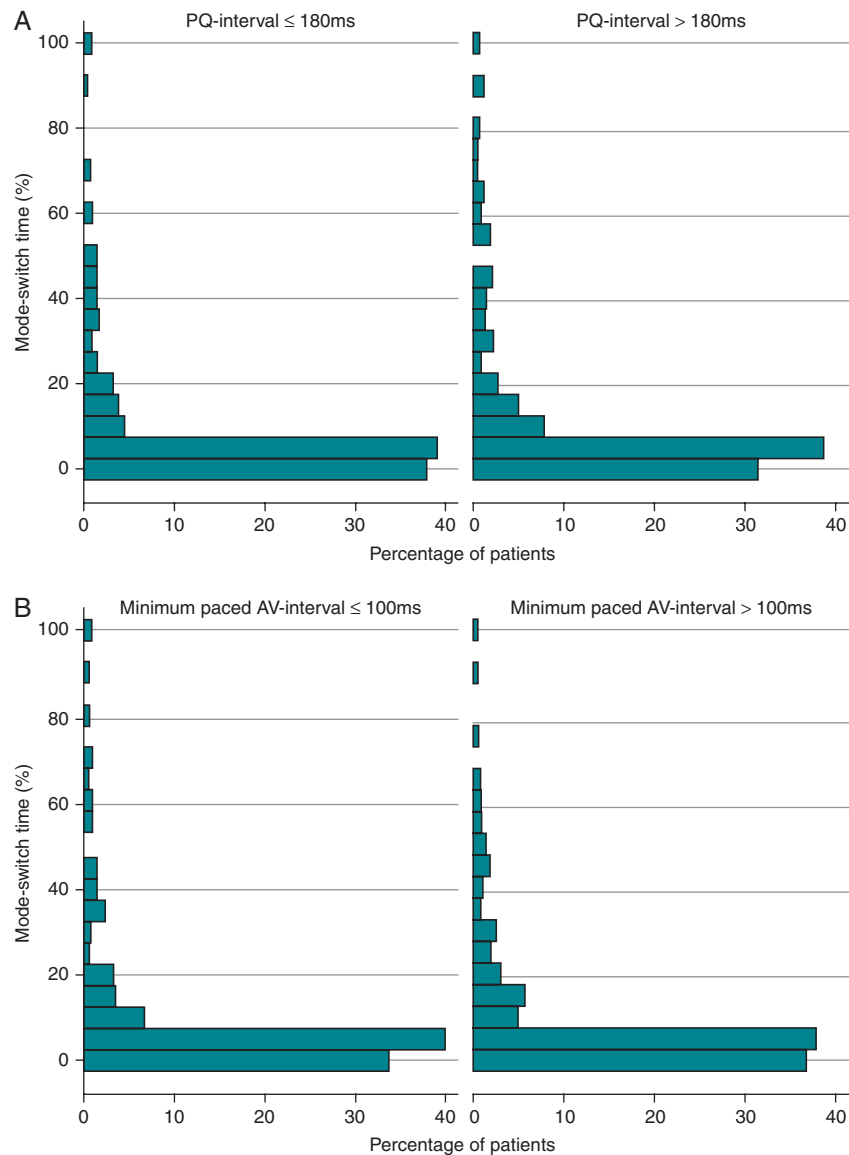 A
PQ-interval ≤ 180ms
PQ-interval > 180ms
Mode-switch time (%)
100
80
60
40
20
0
0 10 20 30 40
0 10 20 30 40
Percentage of patients
B
Minimum paced AV-interval ≤ 100ms
Minimum paced AV-interval > 100ms
Mode-switch time (%)
100
80
60
40
20
0
0 10 20 30 40
0 10 20 30 40
Percentage of patients